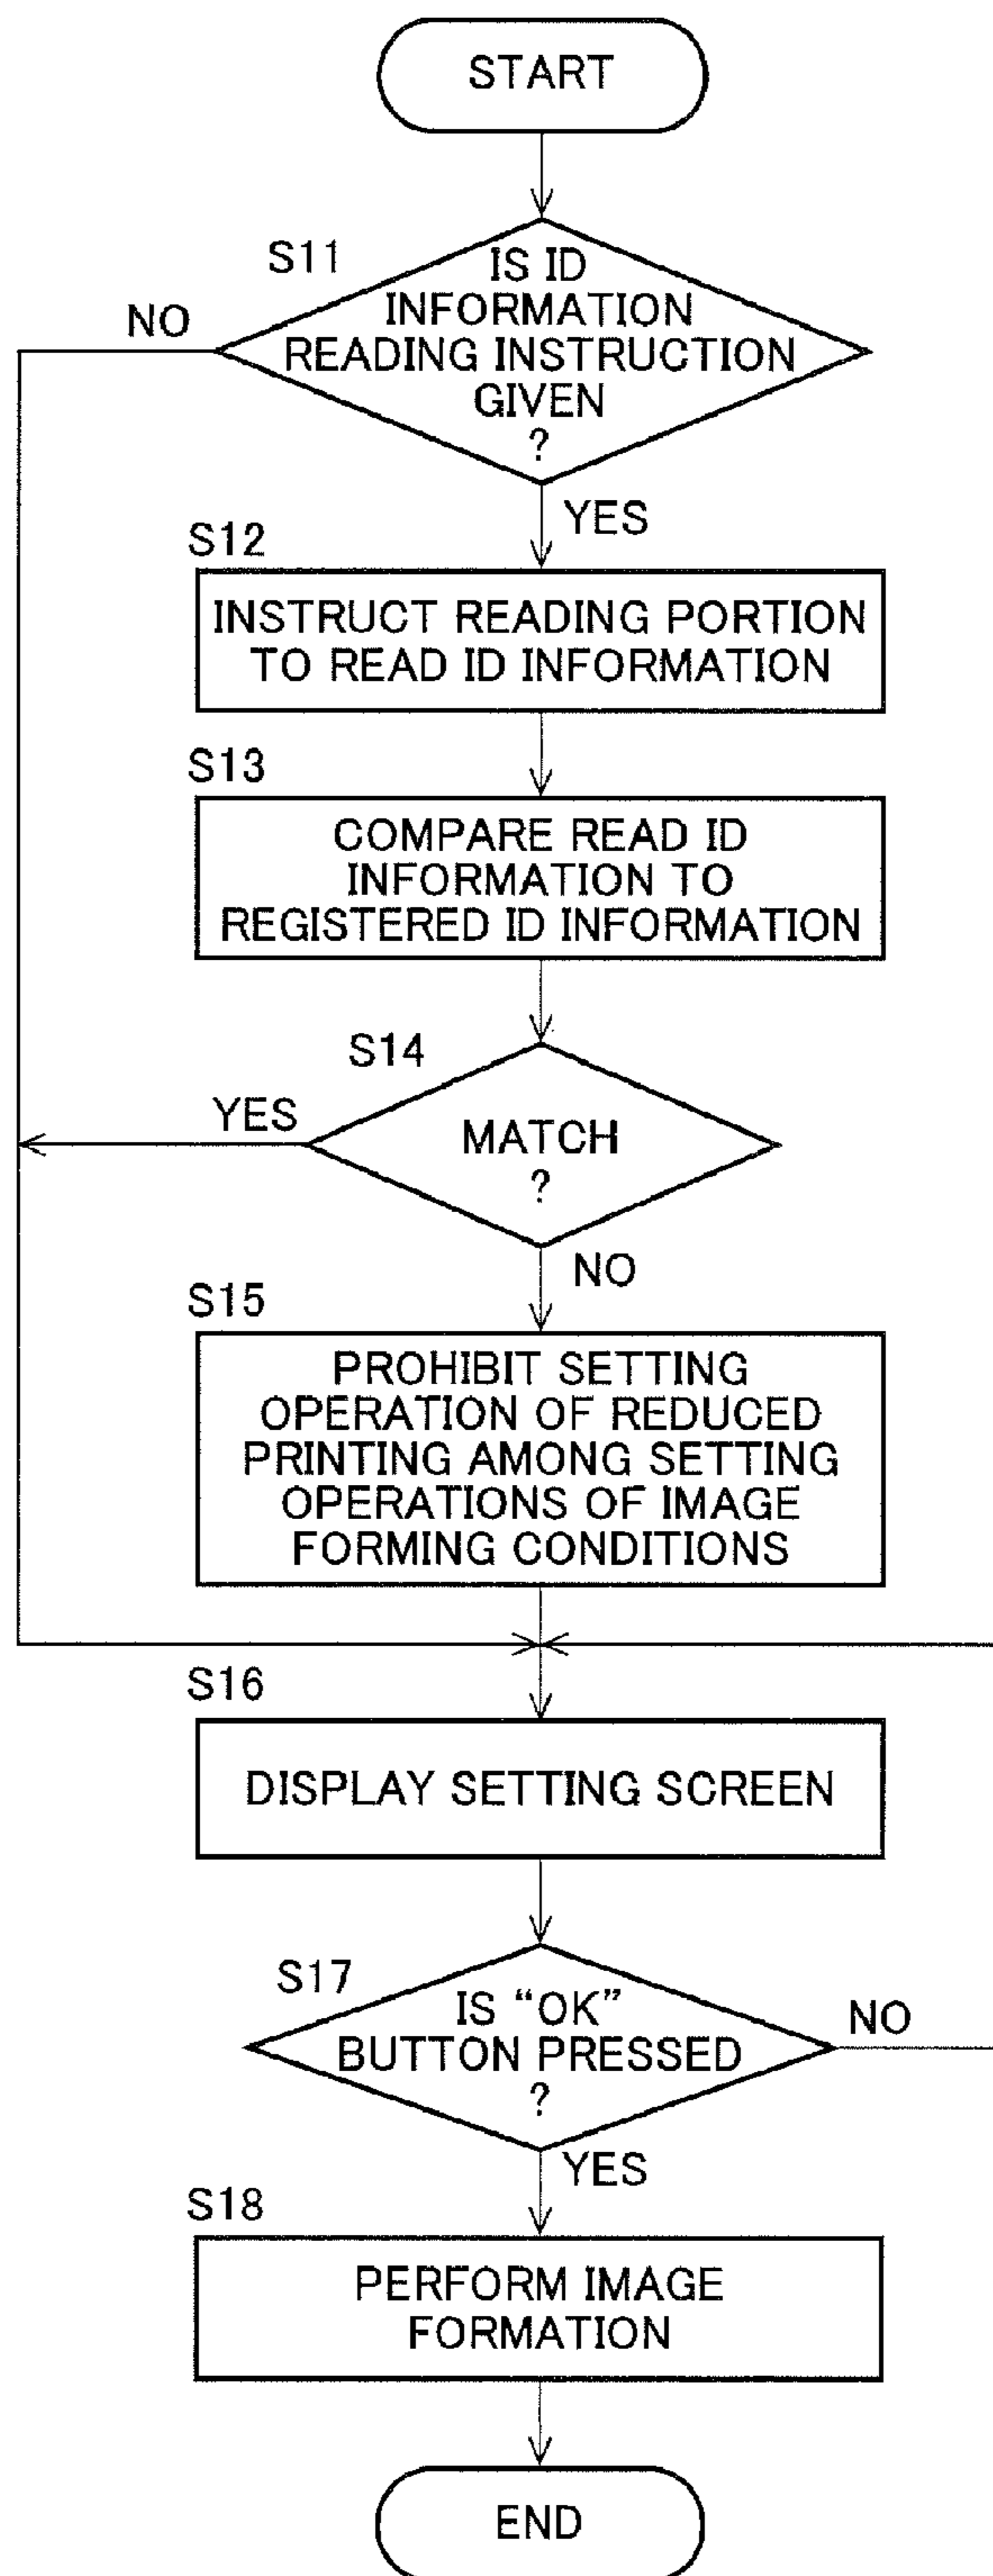 START
S11
IS ID
INFORMATION
READING INSTRUCTION
GIVEN
?
NO
YES
S12
INSTRUCT READING PORTION
TO READ ID INFORMATION
S13
COMPARE READ ID
INFORMATION TO
REGISTERED ID INFORMATION
S14
YES
MATCH
?
NO
S15
PROHIBIT SETTING
OPERATION OF REDUCED
PRINTING AMONG SETTING
OPERATIONS OF IMAGE
FORMING CONDITIONS
S16
DISPLAY SETTING SCREEN
S17
IS “OK”
BUTTON PRESSED
?
NO
YES
S18
PERFORM IMAGE
FORMATION
END